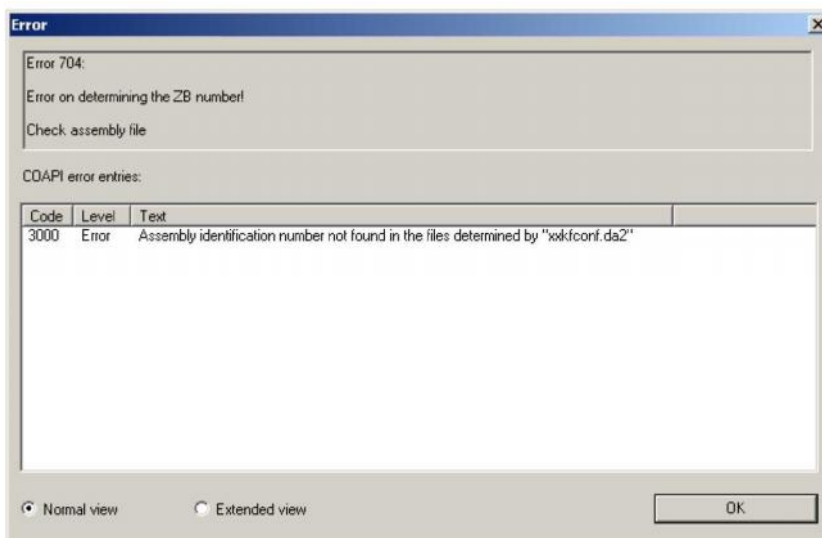 Error
Error 704:
Error on determining the ZB number!
Check assembly file
COAPI error entries:
Code Level Text
3000 Error Assembly identification number not found in the files determined by "xxkfconf.da2"
Normal view Extended view OK